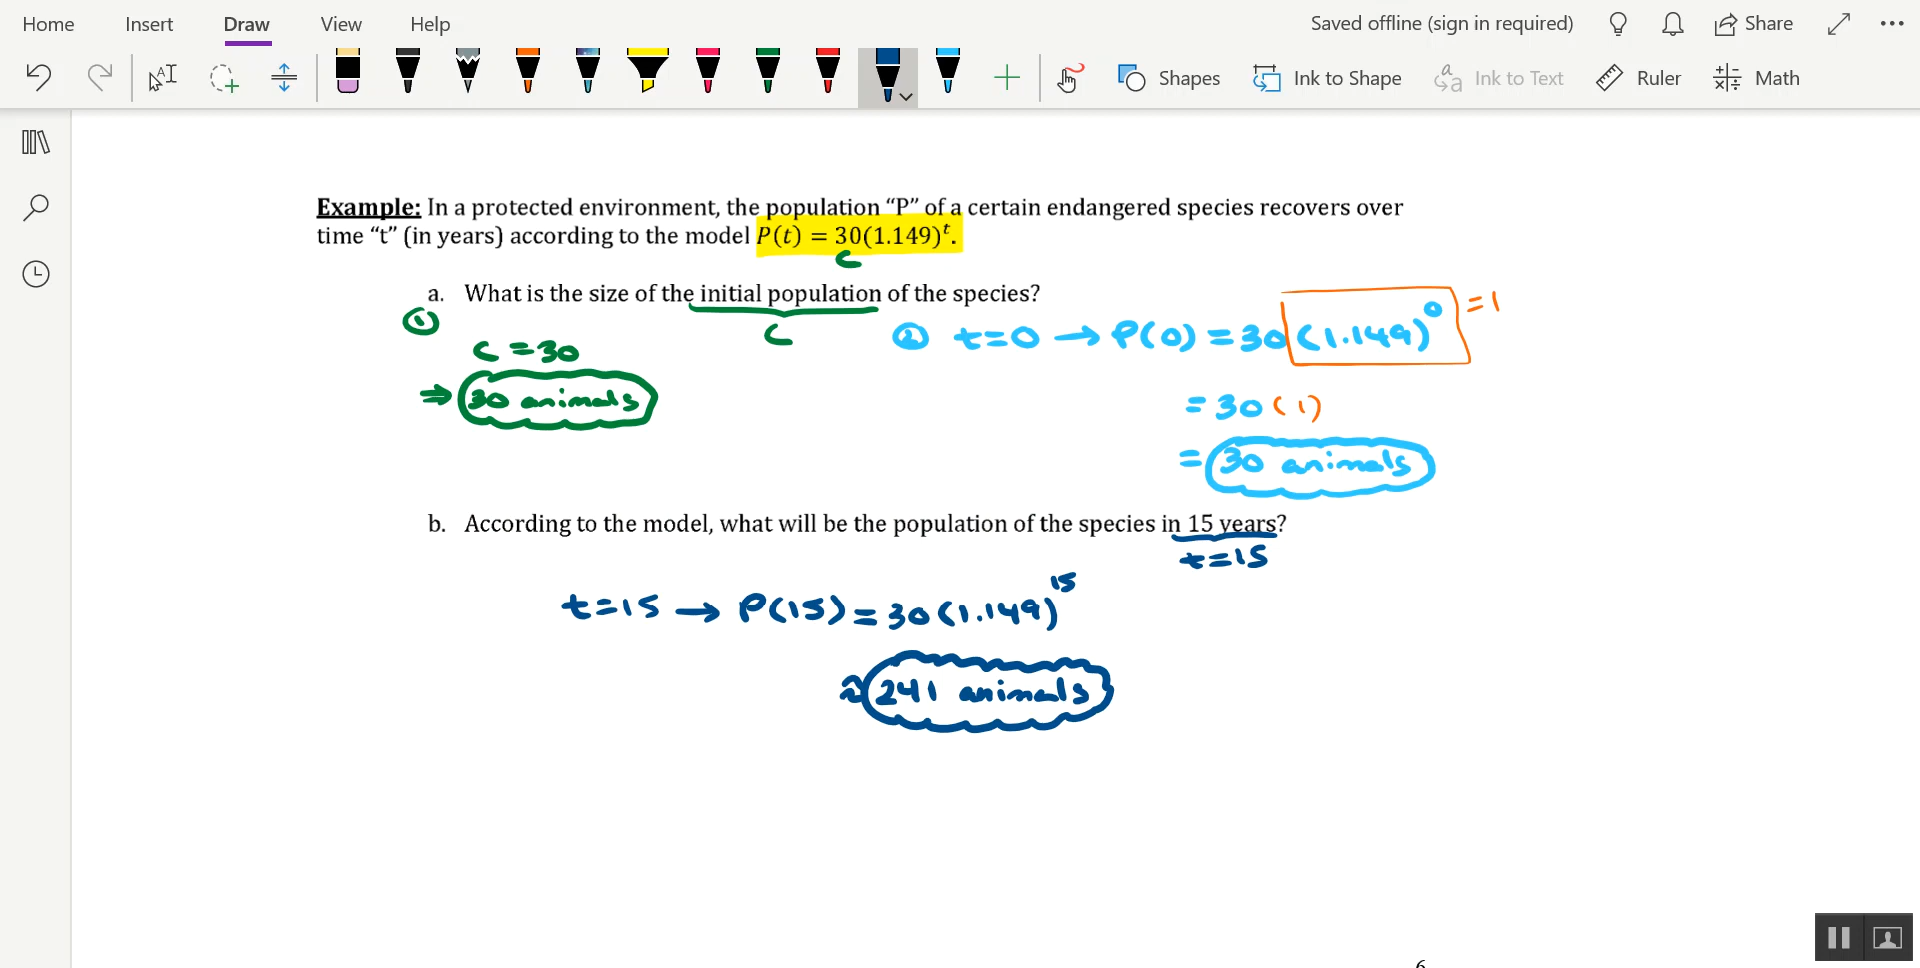 Home Insert Draw View Help Saved offline (sign in required) Share
Shapes Ink to Shape Ink to Text Ruler Math
Example: In a protected environment, the population “P” of a certain endangered species recovers over
time “t” (in years) according to the model P(t) = 30(1.149)^t.
C
a. What is the size of the initial population of the species?
① C = 30
⇒ 30 animals
C
② t=0 → P(0) = 30 (1.149)^0 = 1
= 30 (1)
= 30 animals
b. According to the model, what will be the population of the species in 15 years?
t=15
t=15 → P(15) = 30 (1.149)^15
≈ 241 animals